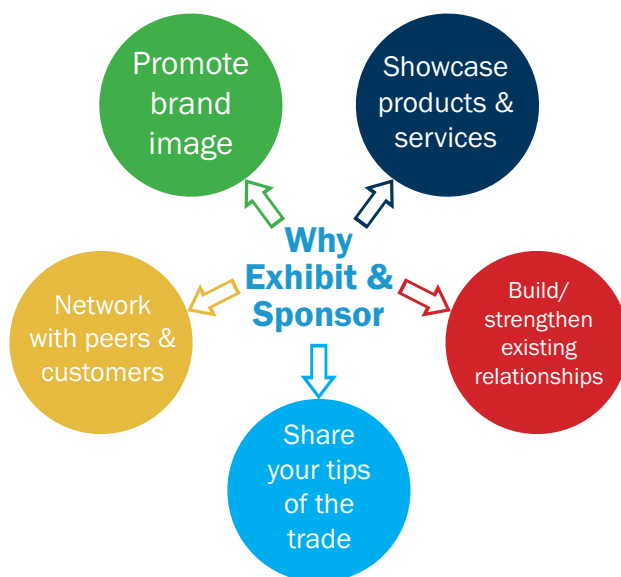 Promote
brand
image
Showcase
products &
services
Why
Exhibit &
Sponsor
Network
with peers &
customers
Build/
strengthen
existing
relationships
Share
your tips
of the
trade